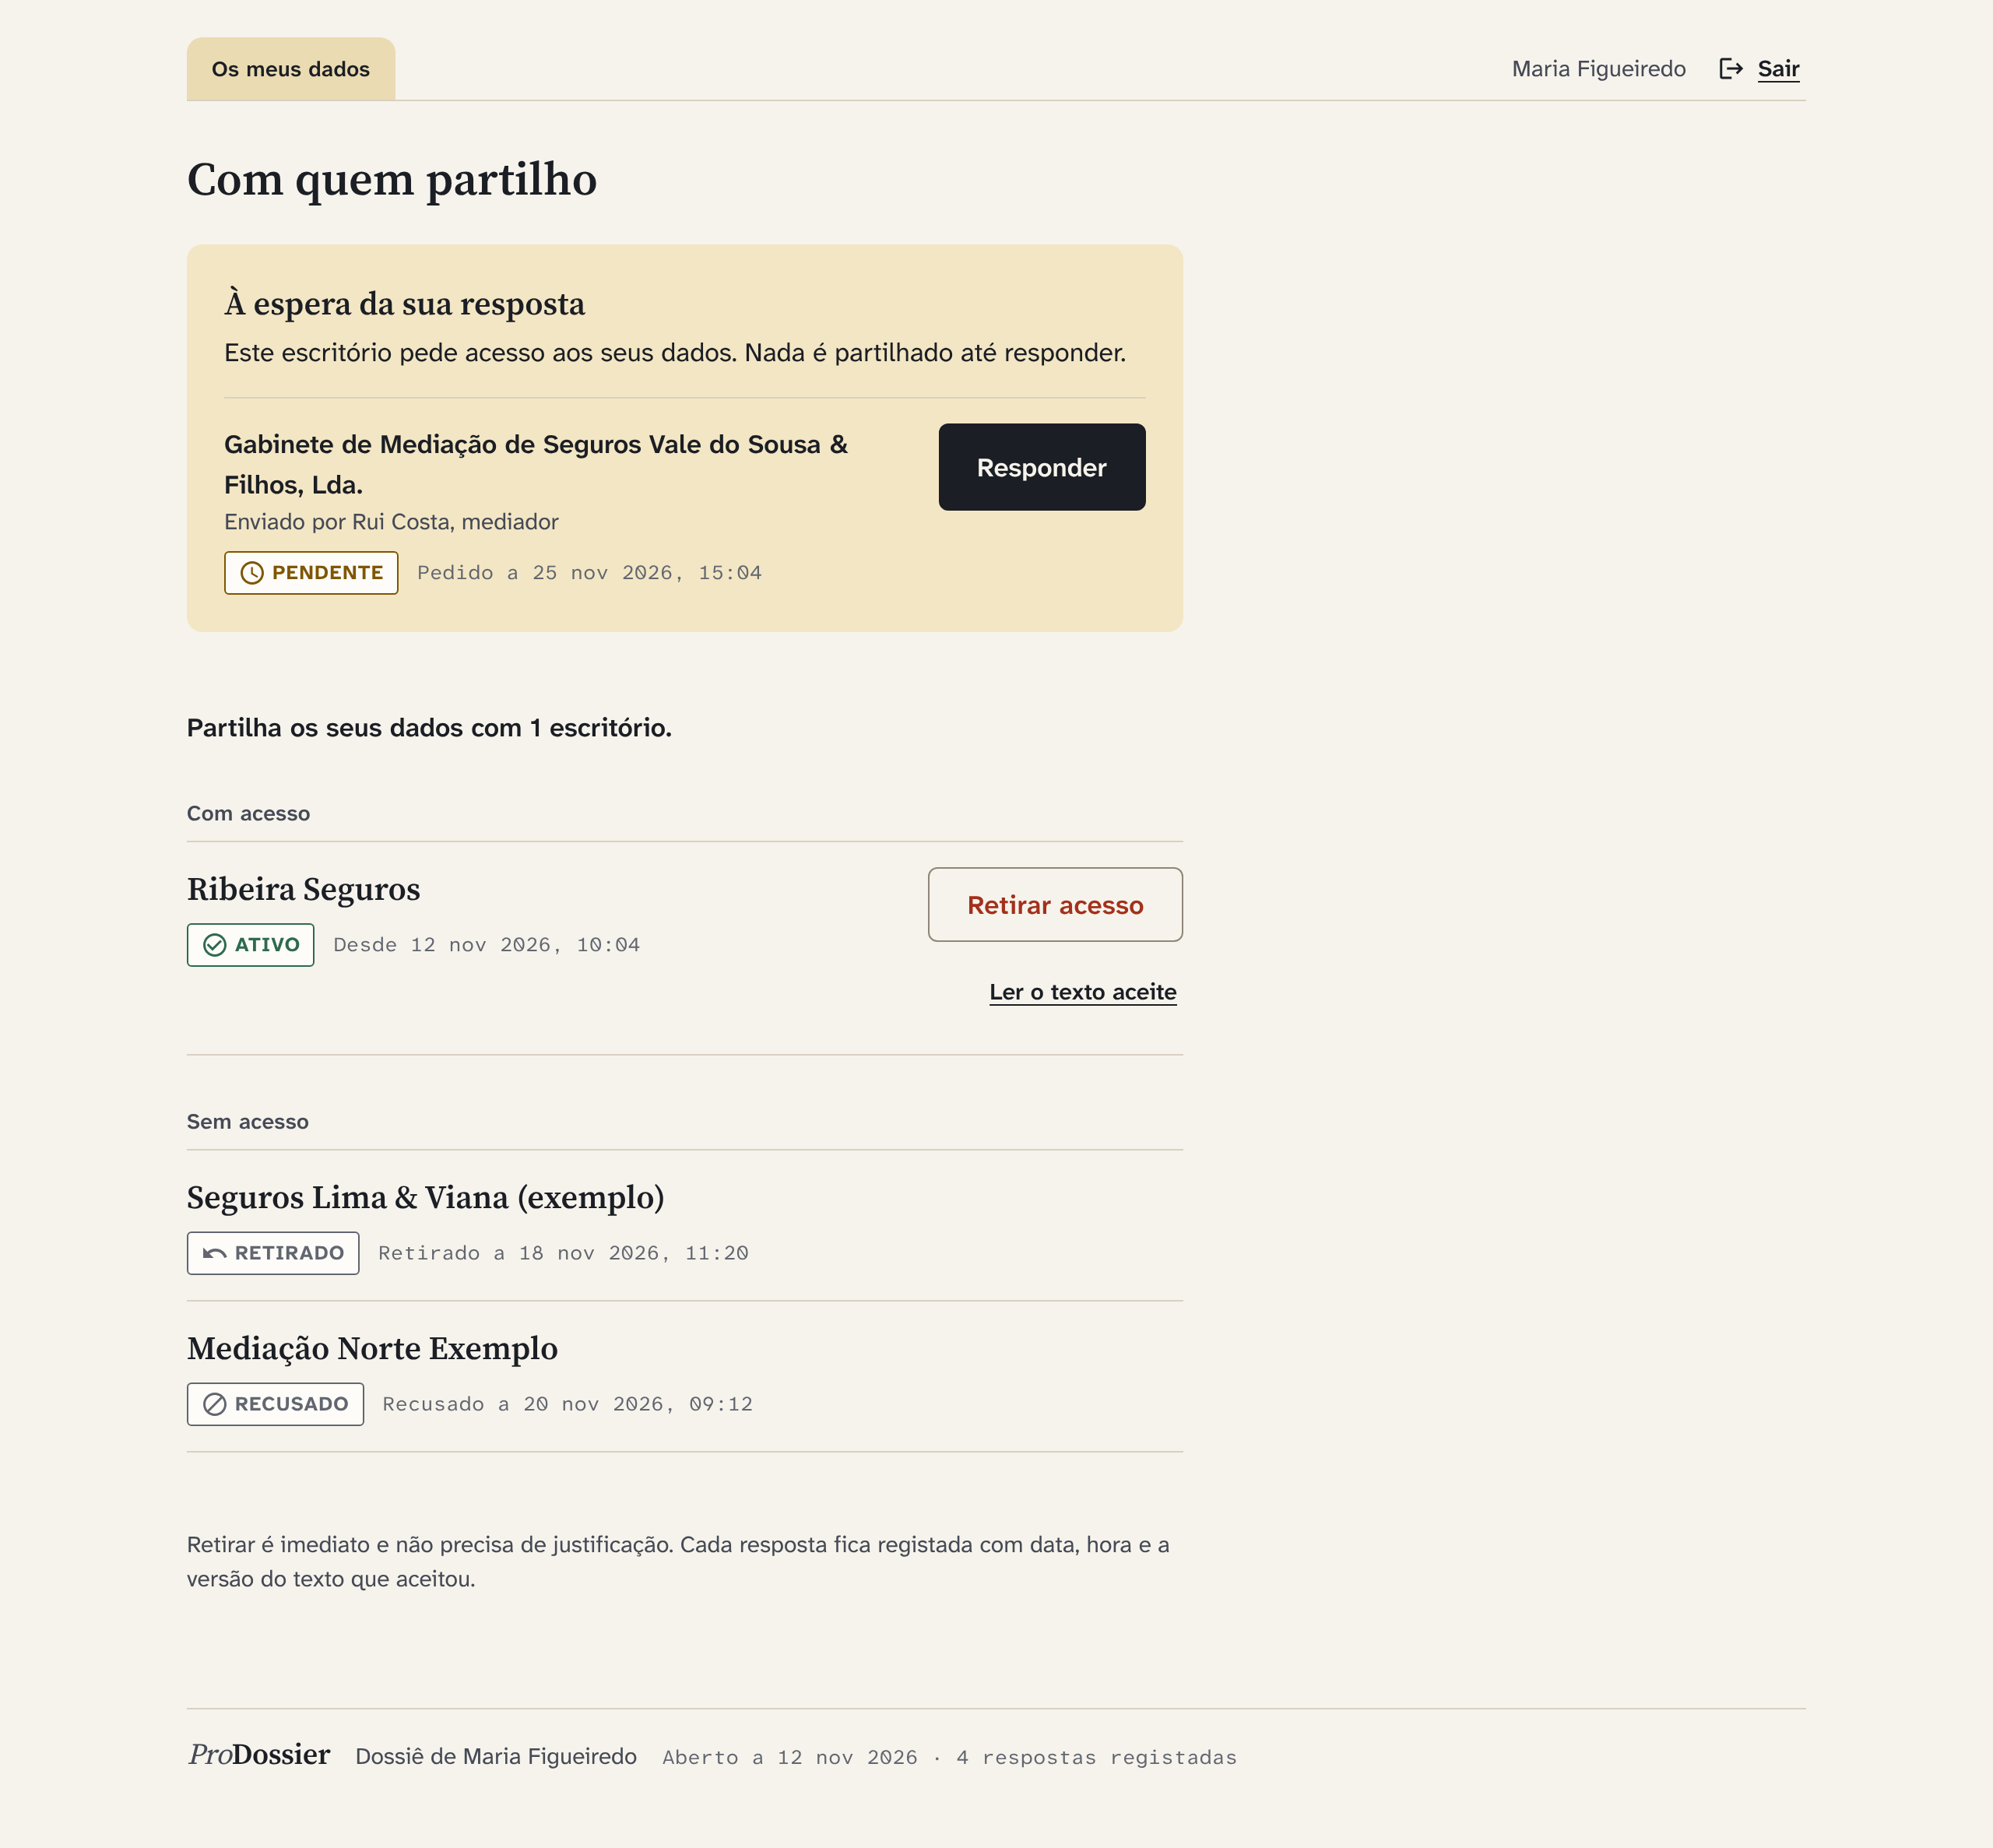 Os meus dados
Maria Figueiredo
Sair
Com quem partilho
À espera da sua resposta
Este escritório pede acesso aos seus dados. Nada é partilhado até responder.
Gabinete de Mediação de Seguros Vale do Sousa &
Filhos, Lda.
Responder
Enviado por Rui Costa, mediador
PENDENTE
Pedido a 25 nov 2026, 15:04
Partilha os seus dados com 1 escritório.
Com acesso
Ribeira Seguros
Retirar acesso
ATIVO
Desde 12 nov 2026, 10:04
Ler o texto aceite
Sem acesso
Seguros Lima & Viana (exemplo)
RETIRADO
Retirado a 18 nov 2026, 11:20
Mediação Norte Exemplo
RECUSADO
Recusado a 20 nov 2026, 09:12
Retirar é imediato e não precisa de justificação. Cada resposta fica registada com data, hora e a
versão do texto que aceitou.
ProDossier
Dossiê de Maria Figueiredo
Aberto a 12 nov 2026 · 4 respostas registadas